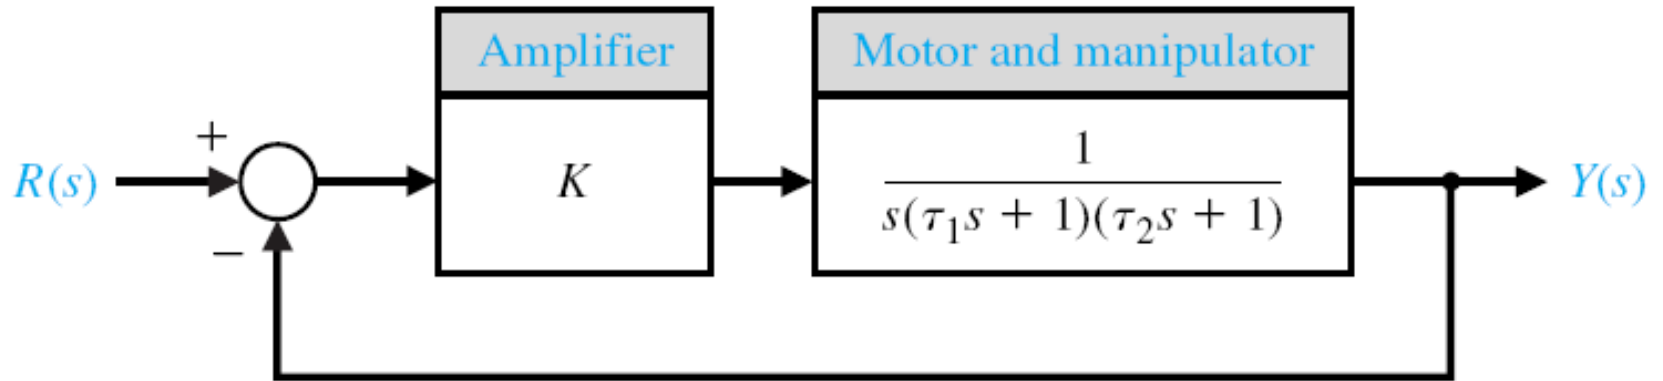 Amplifier
Motor and manipulator
+
R(s)
K
1
s(τ₁s + 1)(τ₂s + 1)
Y(s)
−